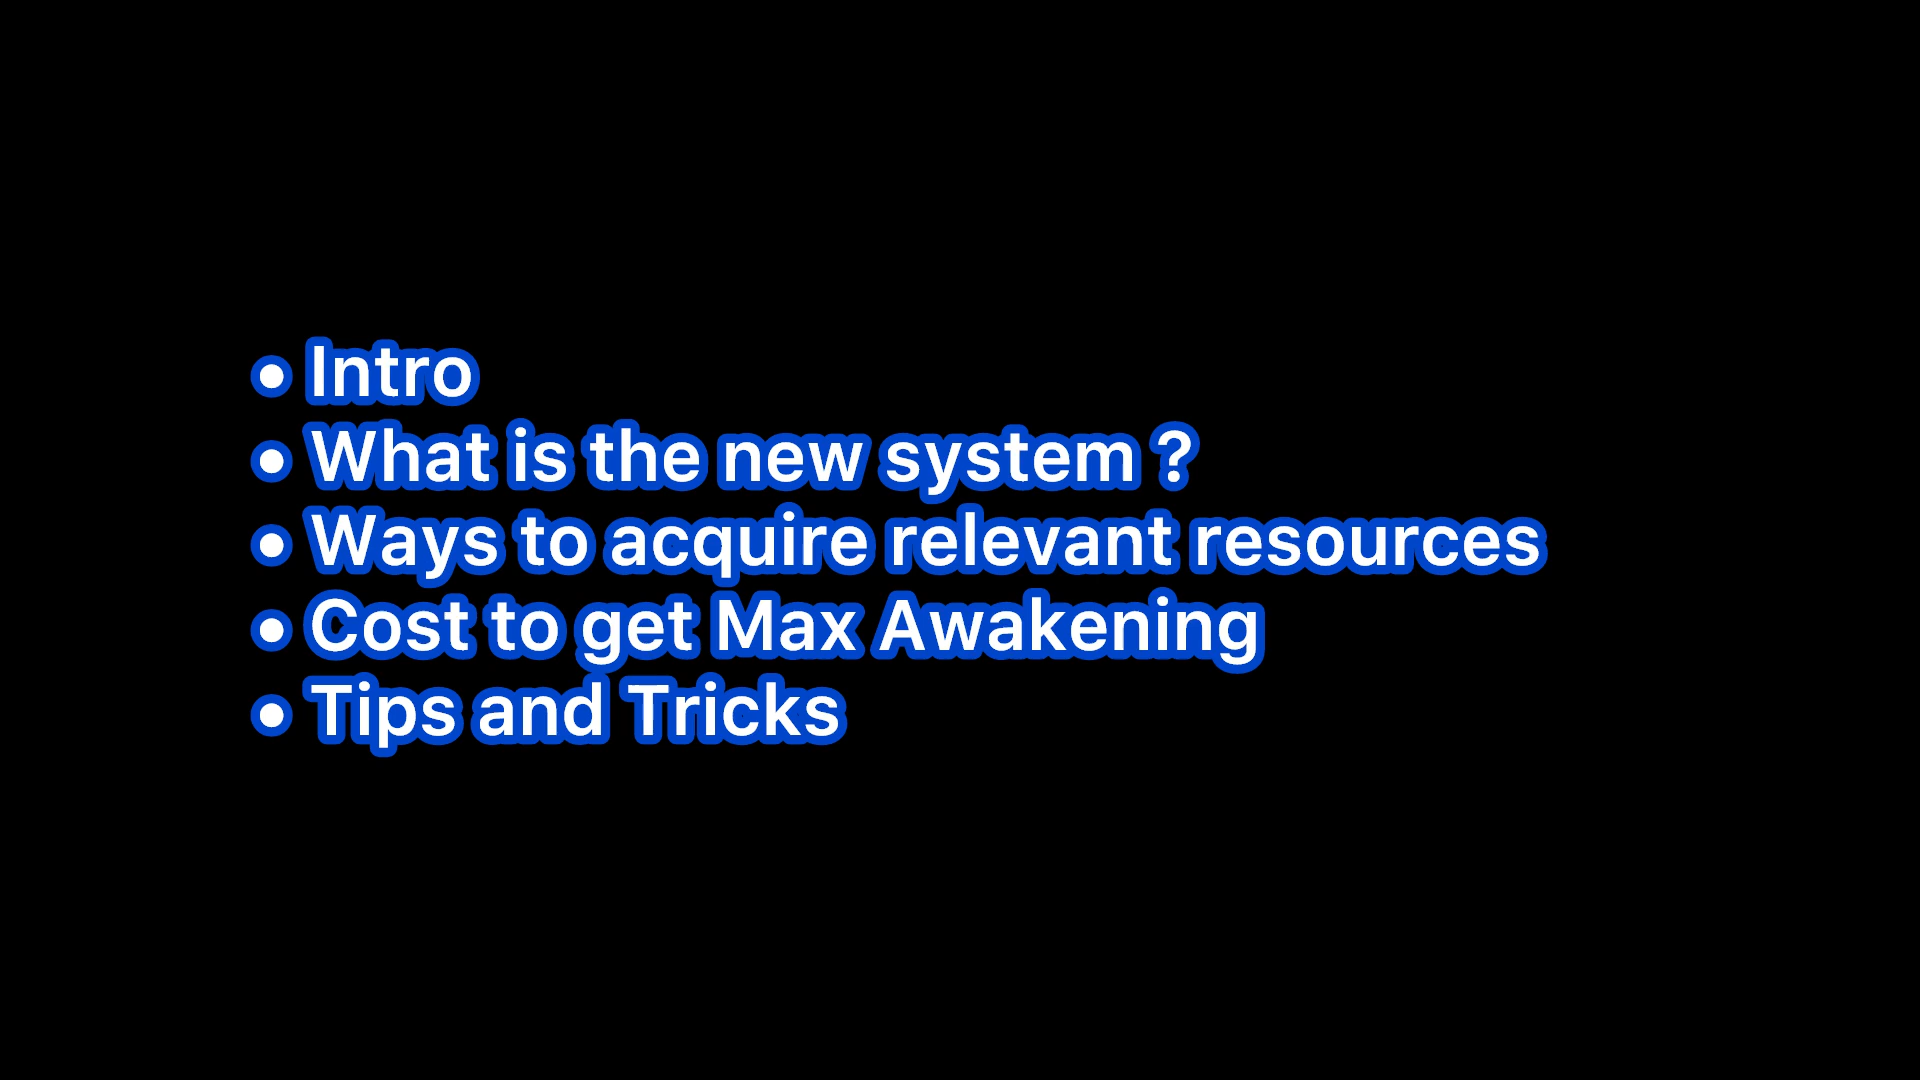 • Intro
• What is the new system ?
• Ways to acquire relevant resources
• Cost to get Max Awakening
• Tips and Tricks